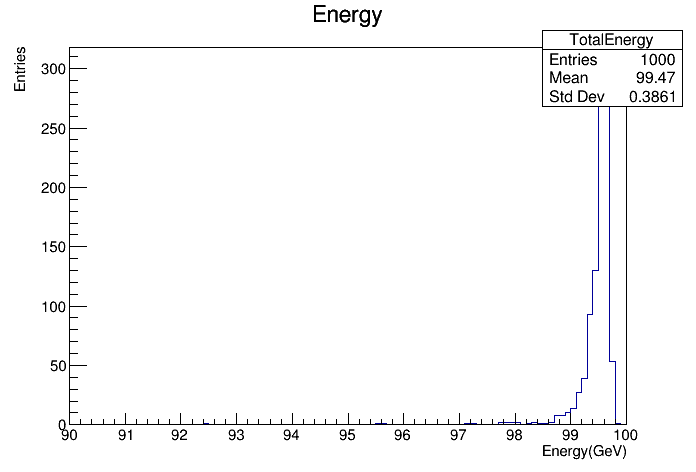 Energy
TotalEnergy
Entries 1000
Mean 99.47
Std Dev 0.3861
Entries
300
250
200
150
100
50
0
90 91 92 93 94 95 96 97 98 99 100
Energy(GeV)